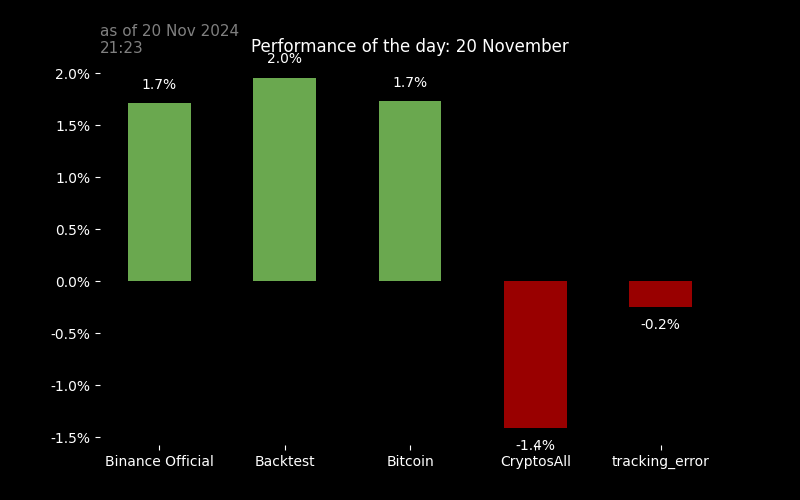 as of 20 Nov 2024
21:23
Performance of the day: 20 November
2.0%
1.5%
1.0%
0.5%
0.0%
-0.5%
-1.0%
-1.5%
1.7%
2.0%
1.7%
-1.4%
-0.2%
Binance Official
Backtest
Bitcoin
CryptosAll
tracking_error